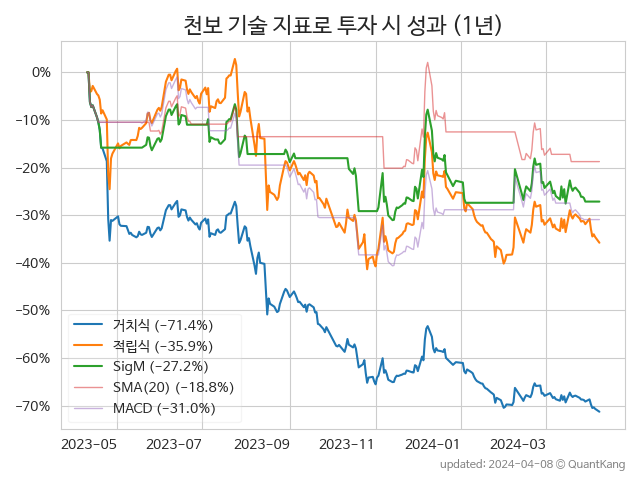 천보 기술 지표로 투자 시 성과 (1년)
0%
−10%
−20%
−30%
−40%
−50%
−60%
−70%
거치식 (−71.4%)
적립식 (−35.9%)
SigM (−27.2%)
SMA(20) (−18.8%)
MACD (−31.0%)
2023−05 2023−07 2023−09 2023−11 2024−01 2024−03
updated: 2024−04−08 © QuantKang